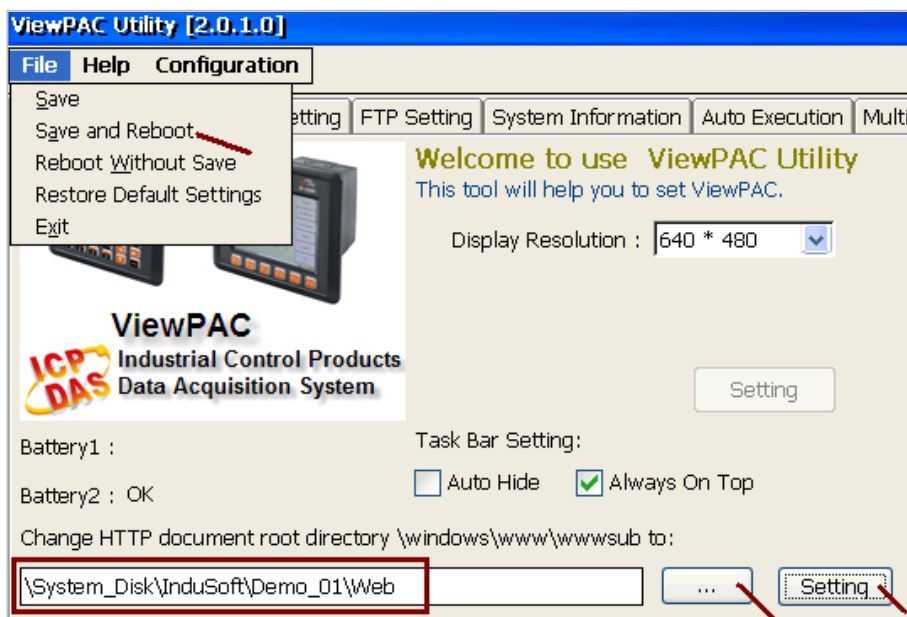 ViewPAC Utility [2.0.1.0]
File Help Configuration
Save
Save and Reboot
Reboot Without Save
Restore Default Settings
Exit
etting FTP Setting System Information Auto Execution Multi
Welcome to use ViewPAC Utility
This tool will help you to set ViewPAC.
Display Resolution : 640 * 480
ViewPAC
ICP DAS
Industrial Control Products
Data Acquisition System
Setting
Battery1 :
Task Bar Setting:
Auto Hide Always On Top
Battery2 : OK
Change HTTP document root directory \windows\www\wwwsub to:
\System_Disk\InduSoft\Demo_01\Web ... Setting